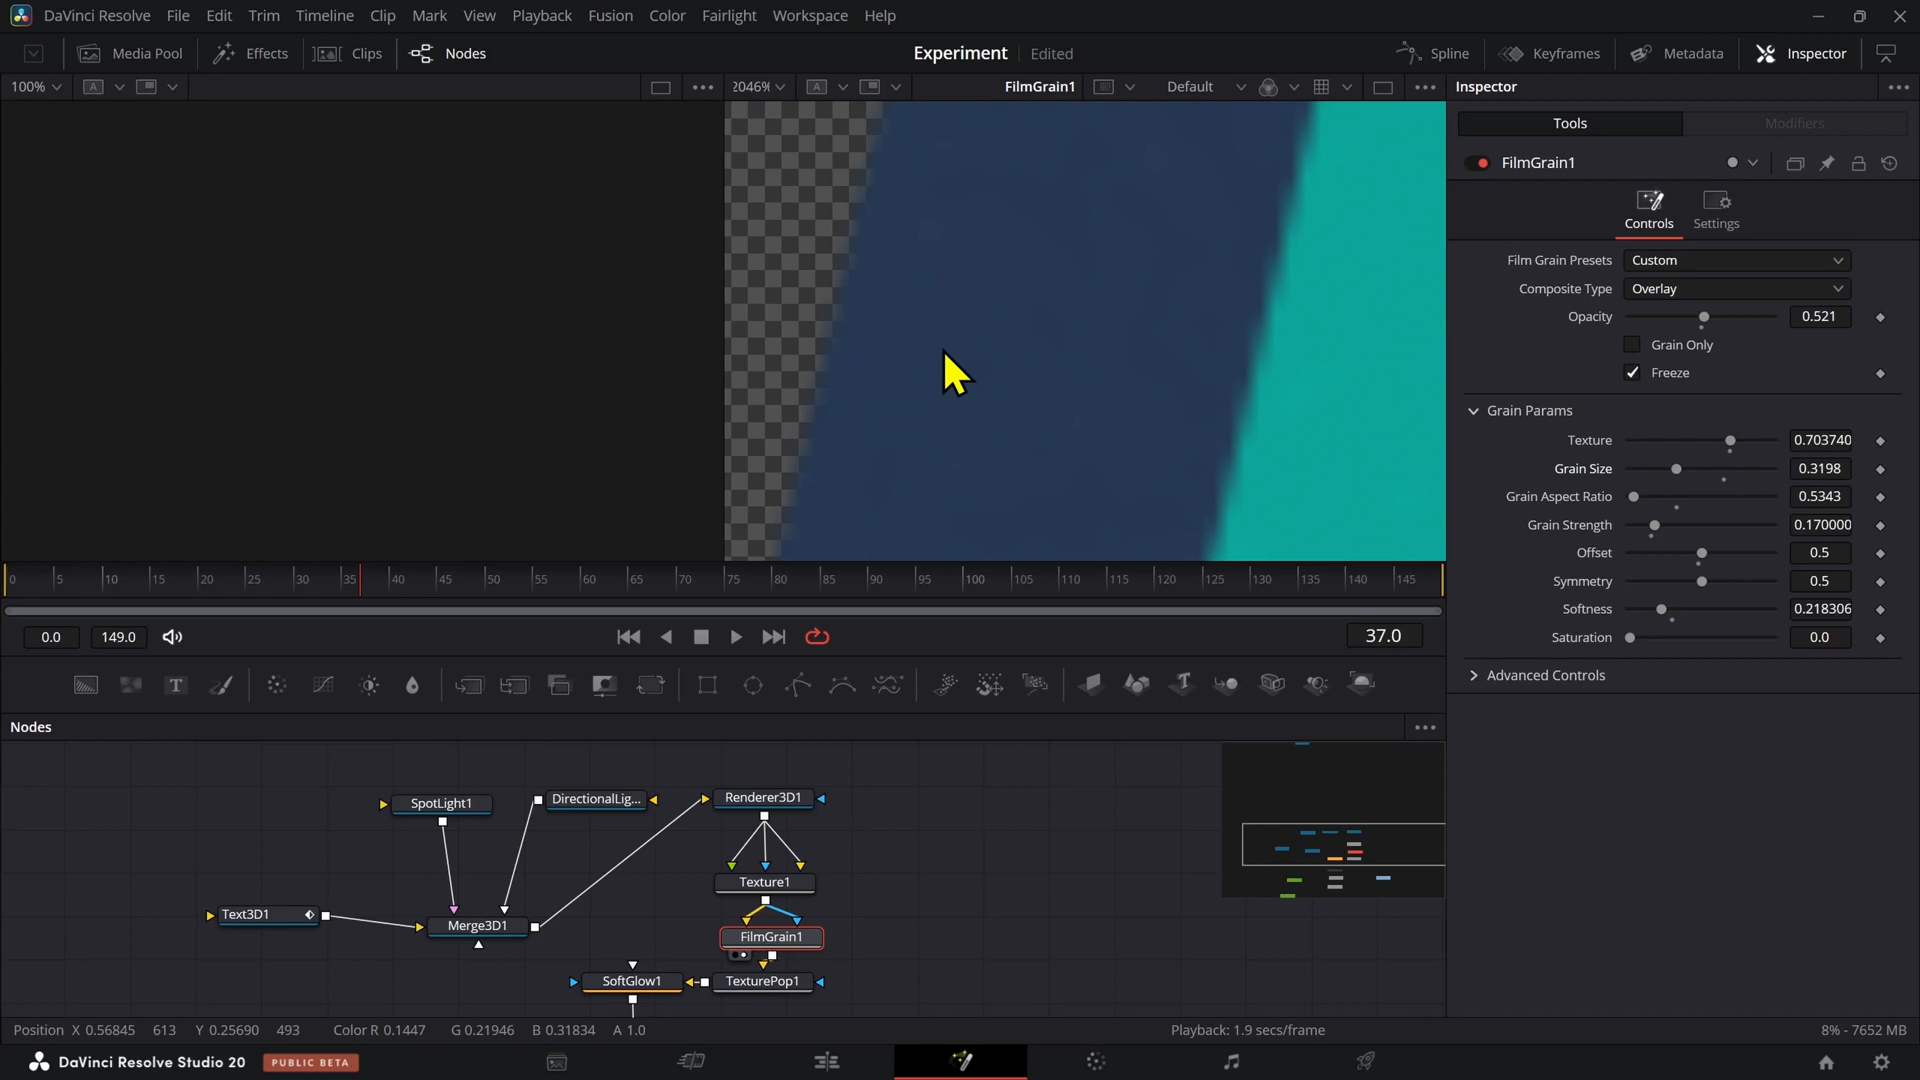 DaVinci Resolve File Edit Trim Timeline Clip Mark View Playback Fusion Color Fairlight Workspace Help
Media Pool Effects Clips Nodes Experiment Edited Spline Keyframes Metadata Inspector
100% A 2046% A FilmGrain1 Default Inspector
Tools Modifiers
FilmGrain1
Controls Settings
Film Grain Presets Custom
Composite Type Overlay
Opacity 0.521
Grain Only
Freeze
Grain Params
Texture 0.703740
Grain Size 0.3198
Grain Aspect Ratio 0.5343
Grain Strength 0.170000
Offset 0.5
Symmetry 0.5
Softness 0.218306
Saturation 0.0
Advanced Controls
0 5 10 15 20 25 30 35 40 45 50 55 60 65 70 75 80 85 90 95 100 105 110 115 120 125 130 135 140 145
0.0 149.0 37.0
T
Nodes
SpotLight1
DirectionalLig...
Renderer3D1
Texture1
Text3D1
Merge3D1
FilmGrain1
SoftGlow1
TexturePop1
Position X 0.56845 613 Y 0.25690 493 Color R 0.1447 G 0.21946 B 0.31834 A 1.0 Playback: 1.9 secs/frame 8% - 7652 MB
DaVinci Resolve Studio 20 PUBLIC BETA